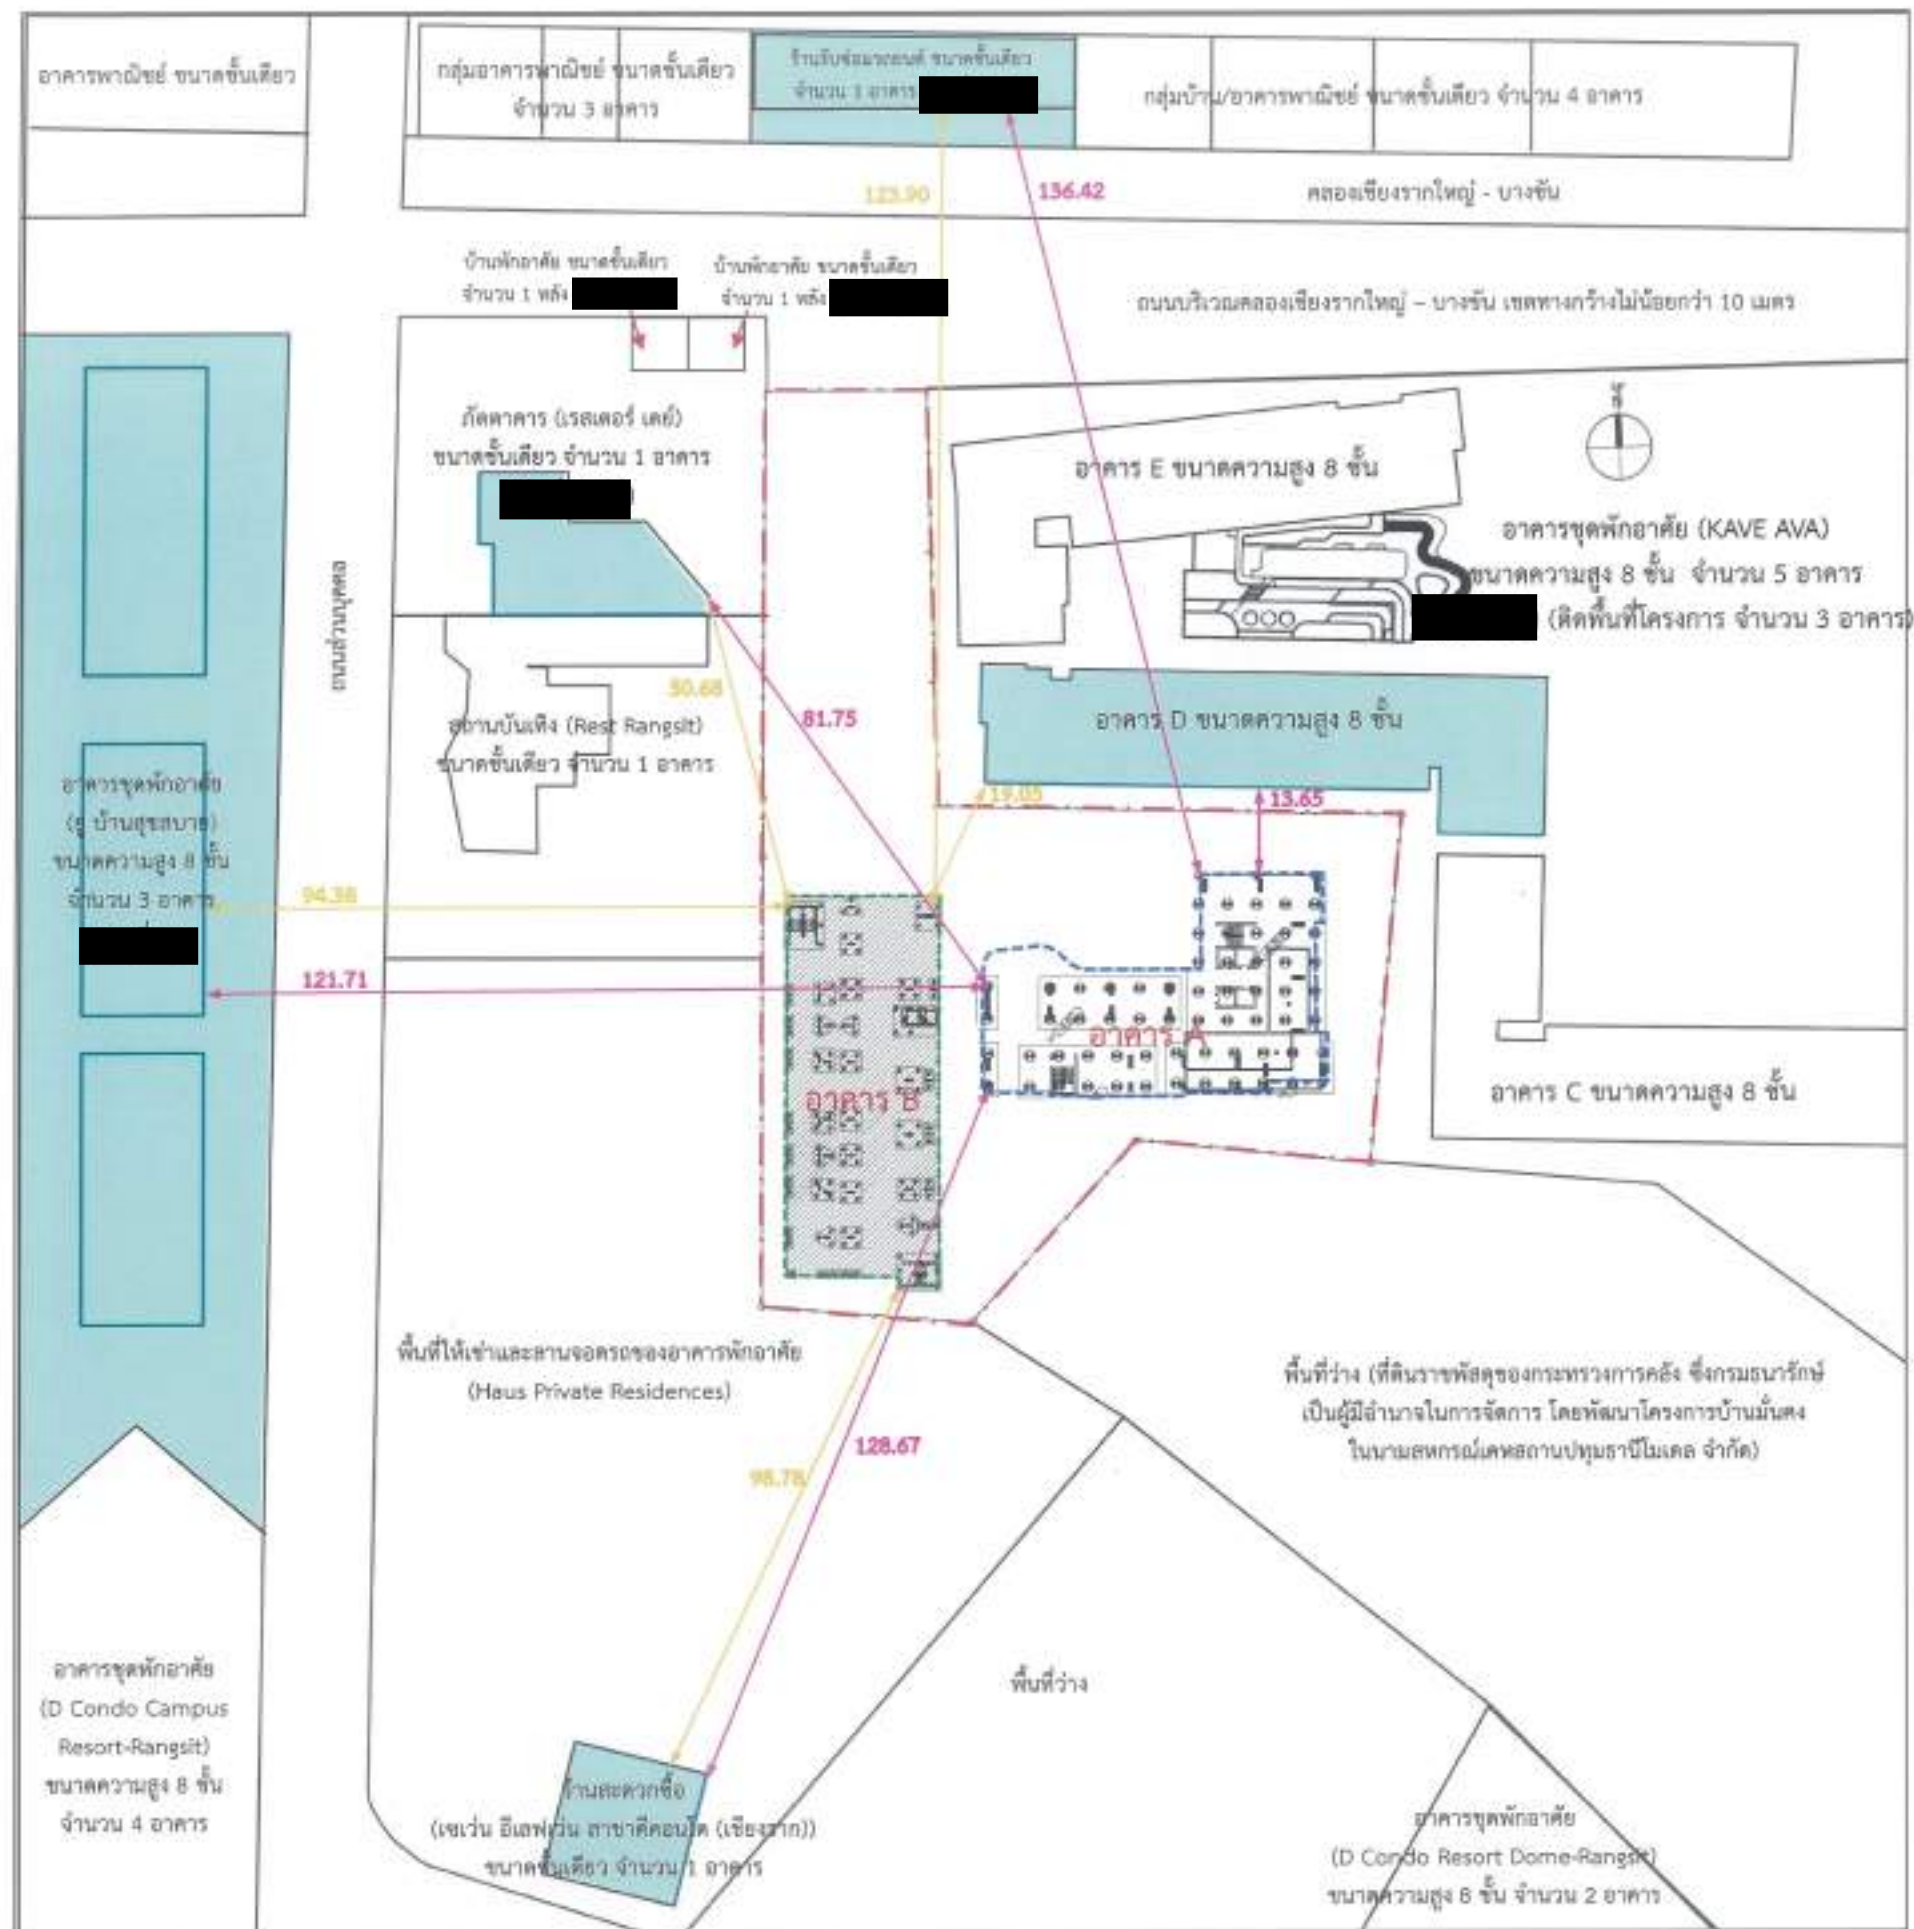 อาคารพาณิชย์ ขนาดชั้นเดียว
กลุ่มอาคารพาณิชย์ ขนาดชั้นเดียว
จำนวน 3 อาคาร
ร้านรับซ่อมรถยนต์ ขนาดชั้นเดียว
จำนวน 1 อาคาร
กลุ่มบ้าน/อาคารพาณิชย์ ขนาดชั้นเดียว จำนวน 4 อาคาร
123.90
136.42
คลองเชียงรากใหญ่ - บางขัน
บ้านพักอาศัย ขนาดชั้นเดียว
จำนวน 1 หลัง
บ้านพักอาศัย ขนาดชั้นเดียว
จำนวน 1 หลัง
ถนนบริเวณคลองเชียงรากใหญ่ – บางขัน เขตทางกว้างไม่น้อยกว่า 10 เมตร
ภัตตาคาร (เรสเตอร์ เดย์)
ขนาดชั้นเดียว จำนวน 1 อาคาร
อาคาร E ขนาดความสูง 8 ชั้น
อาคารชุดพักอาศัย (KAVE AVA)
ขนาดความสูง 8 ชั้น จำนวน 5 อาคาร
(ติดพื้นที่โครงการ จำนวน 3 อาคาร)
ถนนส่วนบุคคล
50.68
81.75
สถานบันเทิง (Rest Rangsit)
ขนาดชั้นเดียว จำนวน 1 อาคาร
อาคาร D ขนาดความสูง 8 ชั้น
19.05
13.65
อาคารชุดพักอาศัย
(ยู บ้านสุขสบาย)
ขนาดความสูง 8 ชั้น
จำนวน 3 อาคาร
94.38
121.71
อาคาร A
อาคาร B
อาคาร C ขนาดความสูง 8 ชั้น
พื้นที่ให้เช่าและลานจอดรถของอาคารพักอาศัย
(Haus Private Residences)
พื้นที่ว่าง (ที่ดินราชพัสดุของกระทรวงการคลัง ซึ่งกรมธนารักษ์
เป็นผู้มีอำนาจในการจัดการ โดยพัฒนาโครงการบ้านมั่นคง
ในนามสหกรณ์เคหสถานปทุมธานีโมเดล จำกัด)
128.67
98.78
พื้นที่ว่าง
อาคารชุดพักอาศัย
(D Condo Campus
Resort-Rangsit)
ขนาดความสูง 8 ชั้น
จำนวน 4 อาคาร
ร้านสะดวกซื้อ
(เซเว่น อีเลฟเว่น สาขาดีคอนโด (เชียงราก))
ขนาดชั้นเดียว จำนวน 1 อาคาร
อาคารชุดพักอาศัย
(D Condo Resort Dome-Rangsit)
ขนาดความสูง 8 ชั้น จำนวน 2 อาคาร